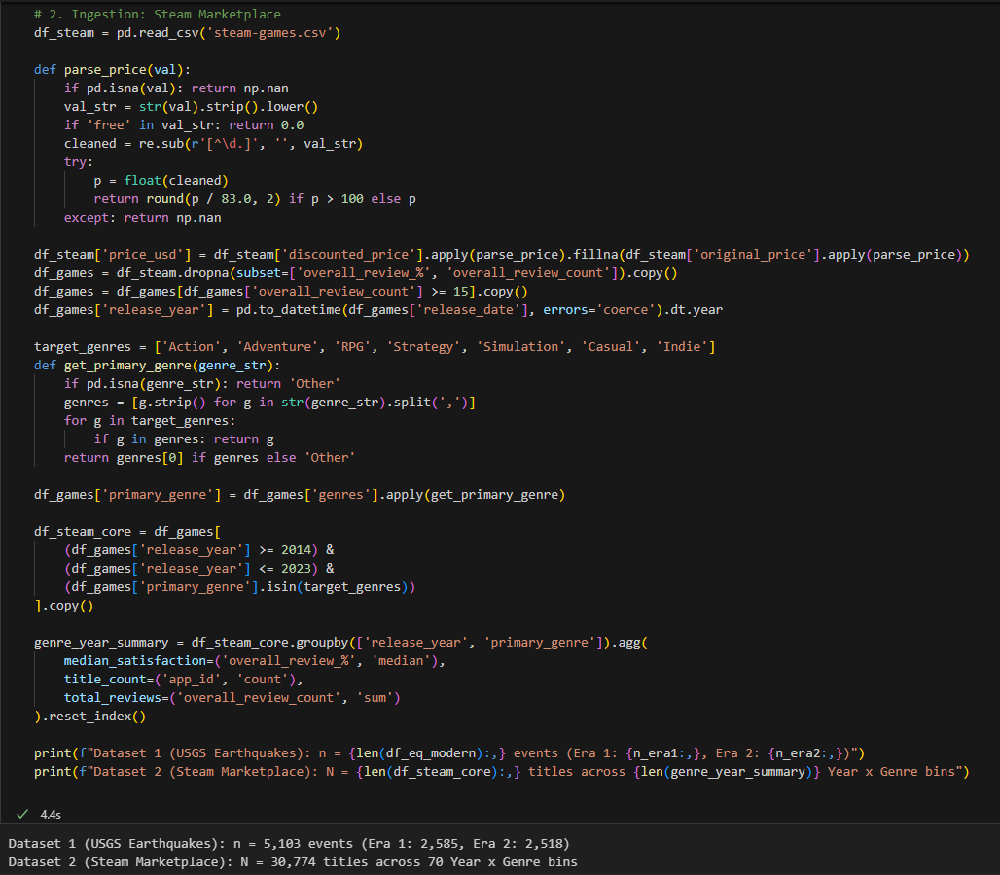 # 2. Ingestion: Steam Marketplace
df_steam = pd.read_csv('steam-games.csv')

def parse_price(val):
    if pd.isna(val): return np.nan
    val_str = str(val).strip().lower()
    if 'free' in val_str: return 0.0
    cleaned = re.sub(r'[^\d.]', '', val_str)
    try:
        p = float(cleaned)
        return round(p / 83.0, 2) if p > 100 else p
    except: return np.nan

df_steam['price_usd'] = df_steam['discounted_price'].apply(parse_price).fillna(df_steam['original_price'].apply(parse_price))
df_games = df_steam.dropna(subset=['overall_review_%', 'overall_review_count']).copy()
df_games = df_games[df_games['overall_review_count'] >= 15].copy()
df_games['release_year'] = pd.to_datetime(df_games['release_date'], errors='coerce').dt.year

target_genres = ['Action', 'Adventure', 'RPG', 'Strategy', 'Simulation', 'Casual', 'Indie']
def get_primary_genre(genre_str):
    if pd.isna(genre_str): return 'Other'
    genres = [g.strip() for g in str(genre_str).split(',')]
    for g in target_genres:
        if g in genres: return g
    return genres[0] if genres else 'Other'

df_games['primary_genre'] = df_games['genres'].apply(get_primary_genre)

df_steam_core = df_games[
    (df_games['release_year'] >= 2014) &
    (df_games['release_year'] <= 2023) &
    (df_games['primary_genre'].isin(target_genres))
].copy()

genre_year_summary = df_steam_core.groupby(['release_year', 'primary_genre']).agg(
    median_satisfaction=('overall_review_%', 'median'),
    title_count=('app_id', 'count'),
    total_reviews=('overall_review_count', 'sum')
).reset_index()

print(f"Dataset 1 (USGS Earthquakes): n = {len(df_eq_modern):,} events (Era 1: {n_era1:,}, Era 2: {n_era2:,})")
print(f"Dataset 2 (Steam Marketplace): N = {len(df_steam_core):,} titles across {len(genre_year_summary)} Year x Genre bins")

4.4s
Dataset 1 (USGS Earthquakes): n = 5,103 events (Era 1: 2,585, Era 2: 2,518)
Dataset 2 (Steam Marketplace): N = 30,774 titles across 70 Year x Genre bins